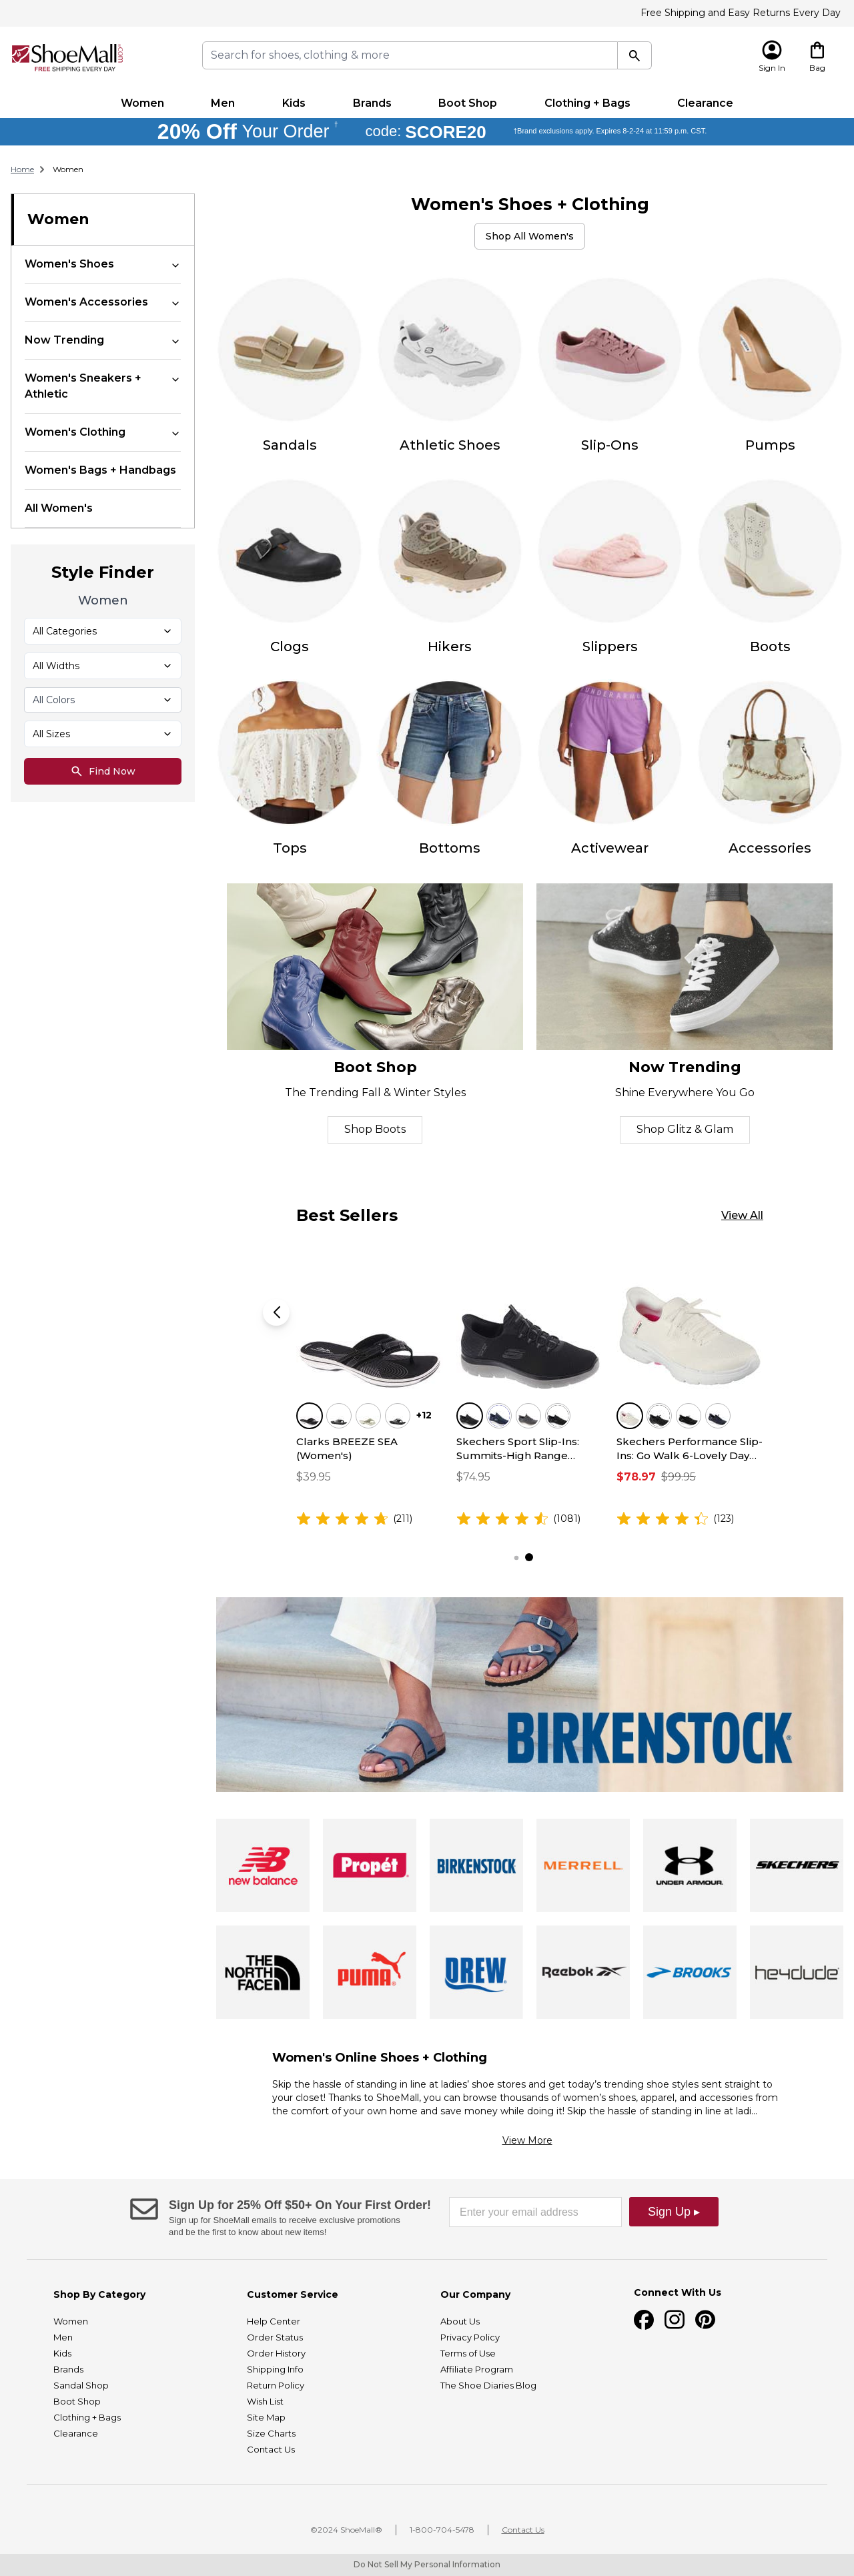 Free Shipping and Easy Returns Every Day
ShoeMall.com
FREE SHIPPING EVERY DAY
Search for shoes, clothing & more
Sign In
Bag
Women Men Kids Brands Boot Shop Clothing + Bags Clearance
20% Off Your Order † code: SCORE20 †Brand exclusions apply. Expires 8-2-24 at 11:59 p.m. CST.
Home > Women
Women
Women's Shoes
Women's Accessories
Now Trending
Women's Sneakers +
Athletic
Women's Clothing
Women's Bags + Handbags
All Women's
Style Finder
Women
All Categories
All Widths
All Colors
All Sizes
Find Now
Women's Shoes + Clothing
Shop All Women's
Sandals Athletic Shoes Slip-Ons Pumps
Clogs Hikers Slippers Boots
UNDER ARMOUR
Tops Bottoms Activewear Accessories
Boot Shop
The Trending Fall & Winter Styles
Shop Boots
Now Trending
Shine Everywhere You Go
Shop Glitz & Glam
Best Sellers
View All
+12
Clarks BREEZE SEA
(Women's)
$39.95
(211)
Skechers Sport Slip-Ins:
Summits-High Range...
$74.95
(1081)
Skechers Performance Slip-
Ins: Go Walk 6-Lovely Day...
$78.97 $99.95
(123)
BIRKENSTOCK®
new balance
Propét
BIRKENSTOCK
MERRELL
UNDER ARMOUR
SKECHERS
THE NORTH FACE
PUMA
DREW
Reebok
BROOKS
heydude
Women's Online Shoes + Clothing
Skip the hassle of standing in line at ladies’ shoe stores and get today’s trending shoe styles sent straight to
your closet! Thanks to ShoeMall, you can browse thousands of women’s shoes, apparel, and accessories from
the comfort of your own home and save money while doing it! Skip the hassle of standing in line at ladi...
View More
Sign Up for 25% Off $50+ On Your First Order!
Sign up for ShoeMall emails to receive exclusive promotions
and be the first to know about new items!
Enter your email address
Sign Up ▸
Shop By Category
Women
Men
Kids
Brands
Sandal Shop
Boot Shop
Clothing + Bags
Clearance
Customer Service
Help Center
Order Status
Order History
Shipping Info
Return Policy
Wish List
Site Map
Size Charts
Contact Us
Our Company
About Us
Privacy Policy
Terms of Use
Affiliate Program
The Shoe Diaries Blog
Connect With Us
©2024 ShoeMall® | 1-800-704-5478 | Contact Us
Do Not Sell My Personal Information